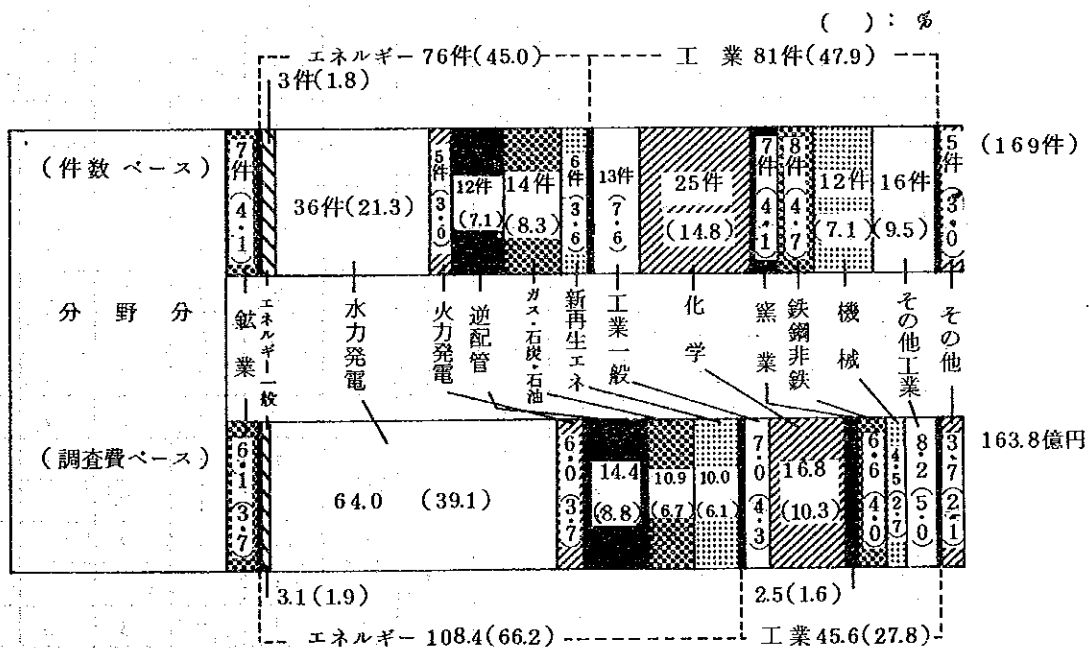 ( ): %
エネルギー 76件(45.0)
工業 81件(47.9)
3件(1.8)
(件数ベース)
7件(4.1)
36件(21.3)
5件(3.0)
12件(7.1)
14件(8.3)
6件(3.6)
13件(7.6)
25件(14.8)
7件(4.1)
8件(4.7)
12件(7.1)
16件(9.5)
5件(3.0)
(169件)
分野分
鉱業
エネルギー一般
水力発電
火力発電
逆配管
ガス・石炭・石油
新再生エネ
工業一般
化学
窯業
鉄鋼非鉄
機械
その他工業
その他
(調査費ベース)
6.1(3.7)
64.0 (39.1)
6.0(3.7)
14.4(8.8)
10.9(6.7)
10.0(6.1)
7.0(4.3)
16.8(10.3)
6.6(4.0)
4.5(2.7)
8.2(5.0)
3.7(2.1)
163.8億円
3.1(1.9)
2.5(1.6)
エネルギー 108.4(66.2)
工業45.6(27.8)